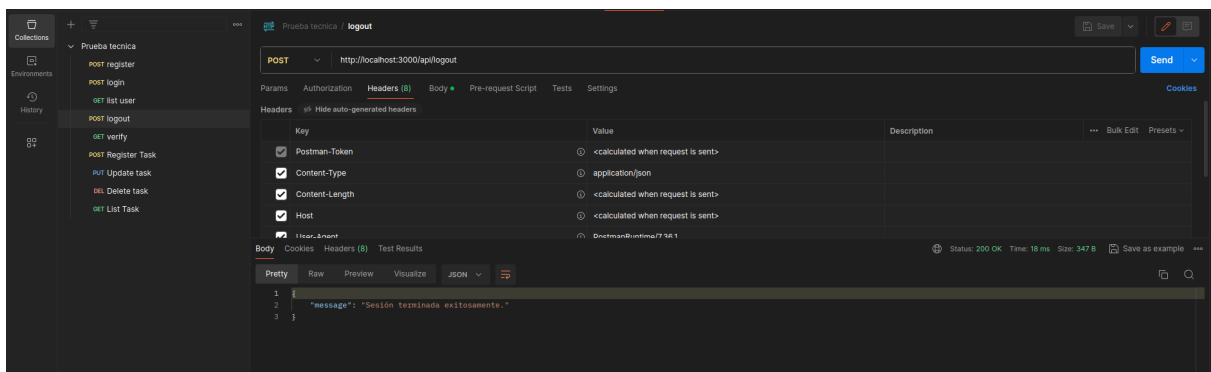 Collections
Environments
History
Prueba tecnica
POST register
POST login
GET list user
POST logout
GET verify
POST Register Task
PUT Update task
DEL Delete task
GET List Task
Prueba tecnica / logout
Save
POST http://localhost:3000/api/logout
Send
Params Authorization Headers (8) Body Pre-request Script Tests Settings Cookies
Headers Hide auto-generated headers
Key Value Description Bulk Edit Presets
Postman-Token <calculated when request is sent>
Content-Type application/json
Content-Length <calculated when request is sent>
Host <calculated when request is sent>
User-Agent PostmanRuntime/7.36.1
Body Cookies Headers (8) Test Results Status: 200 OK Time: 18 ms Size: 347 B Save as example
Pretty Raw Preview Visualize JSON
1 {
2 "message": "Sesión terminada exitosamente."
3 }